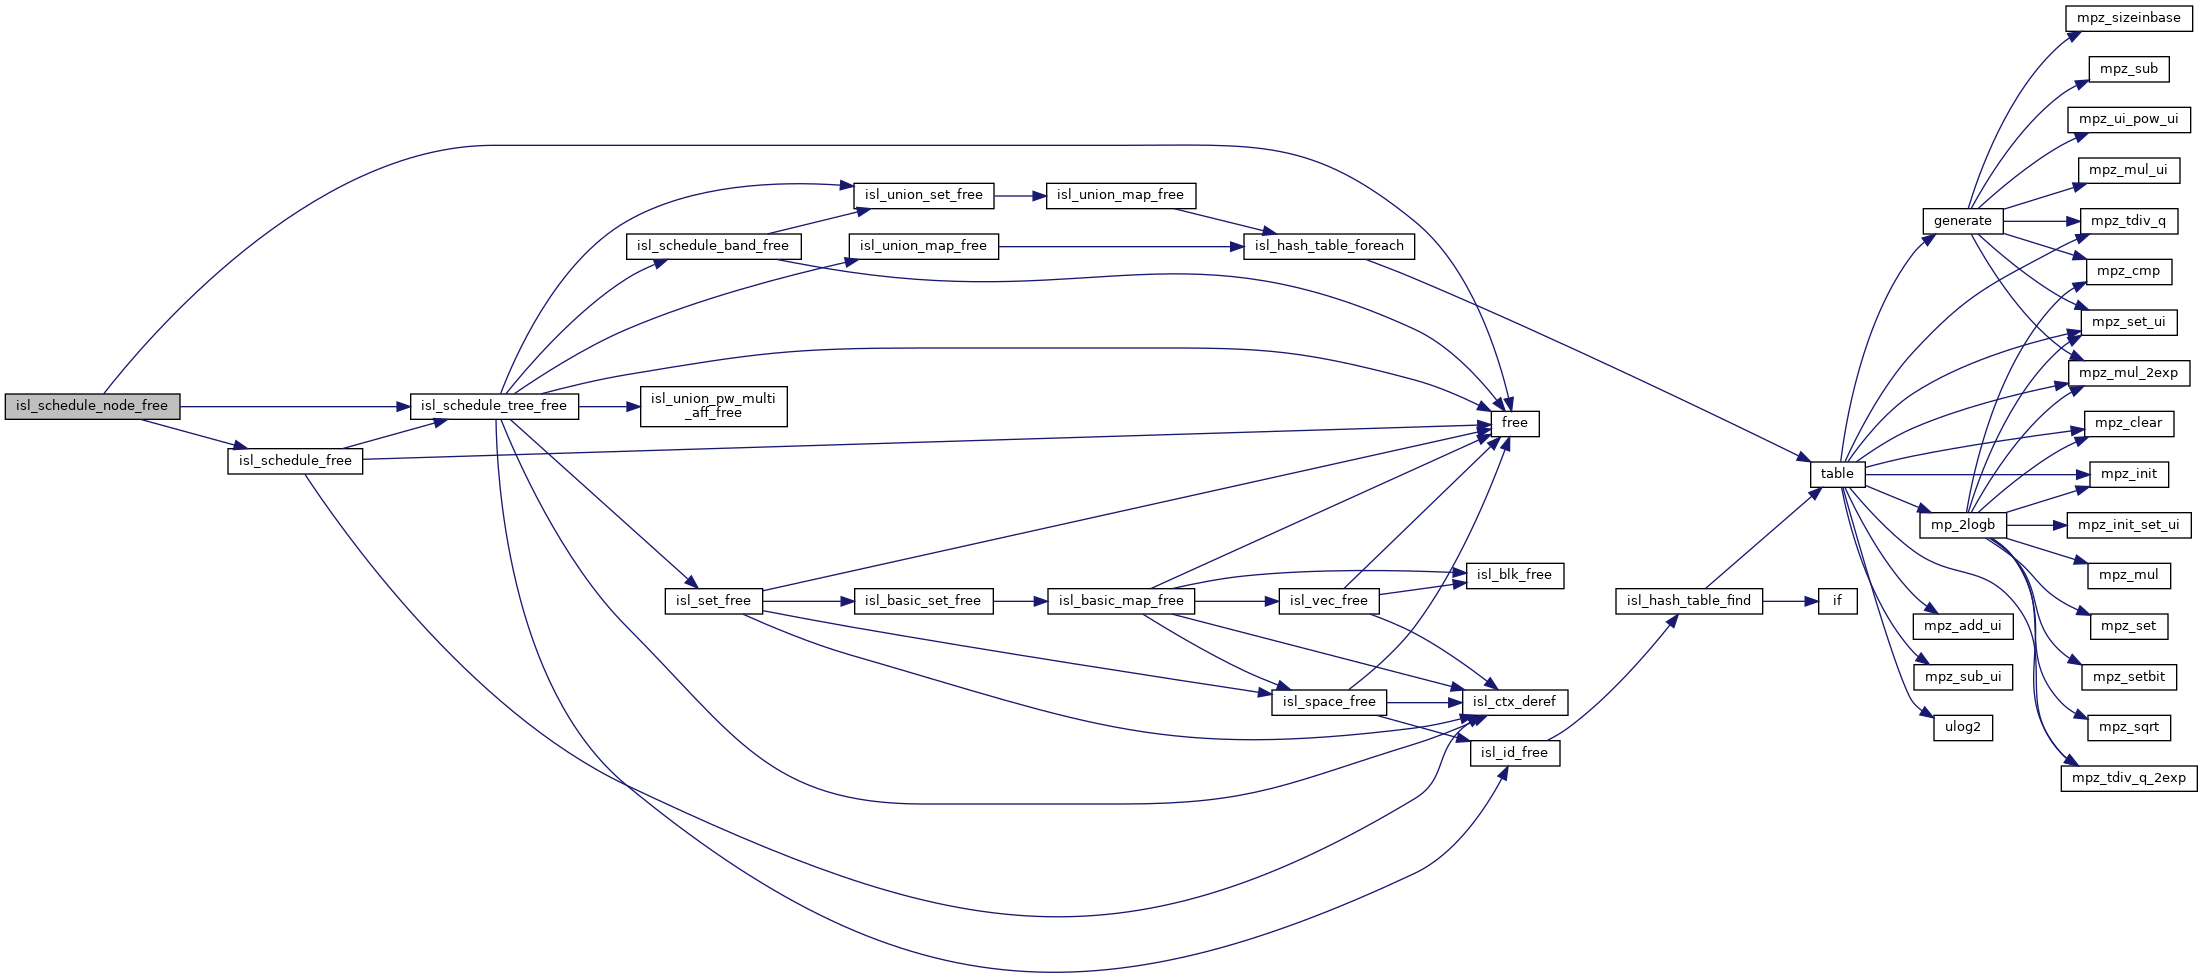 isl_schedule_node_free
isl_schedule_free
isl_schedule_tree_free
isl_union_set_free
isl_union_map_free
isl_schedule_band_free
isl_union_map_free
isl_hash_table_foreach
isl_union_pw_multi
_aff_free
free
isl_set_free
isl_basic_set_free
isl_basic_map_free
isl_vec_free
isl_blk_free
isl_space_free
isl_ctx_deref
isl_id_free
isl_hash_table_find
if
table
generate
mp_2logb
mpz_add_ui
mpz_sub_ui
ulog2
mpz_sizeinbase
mpz_sub
mpz_ui_pow_ui
mpz_mul_ui
mpz_tdiv_q
mpz_cmp
mpz_set_ui
mpz_mul_2exp
mpz_clear
mpz_init
mpz_init_set_ui
mpz_mul
mpz_set
mpz_setbit
mpz_sqrt
mpz_tdiv_q_2exp